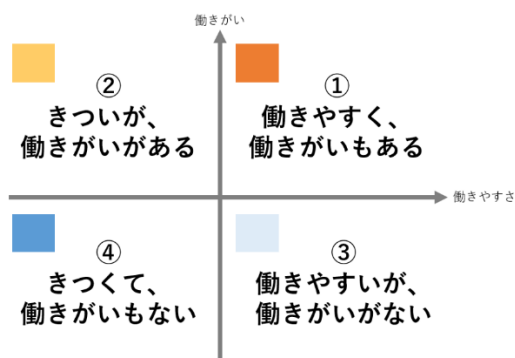 働きがい
②
きついが、
働きがいがある
①
働きやすく、
働きがいもある
働きやすさ
④
きつくて、
働きがいもない
③
働きやすいが、
働きがいがない